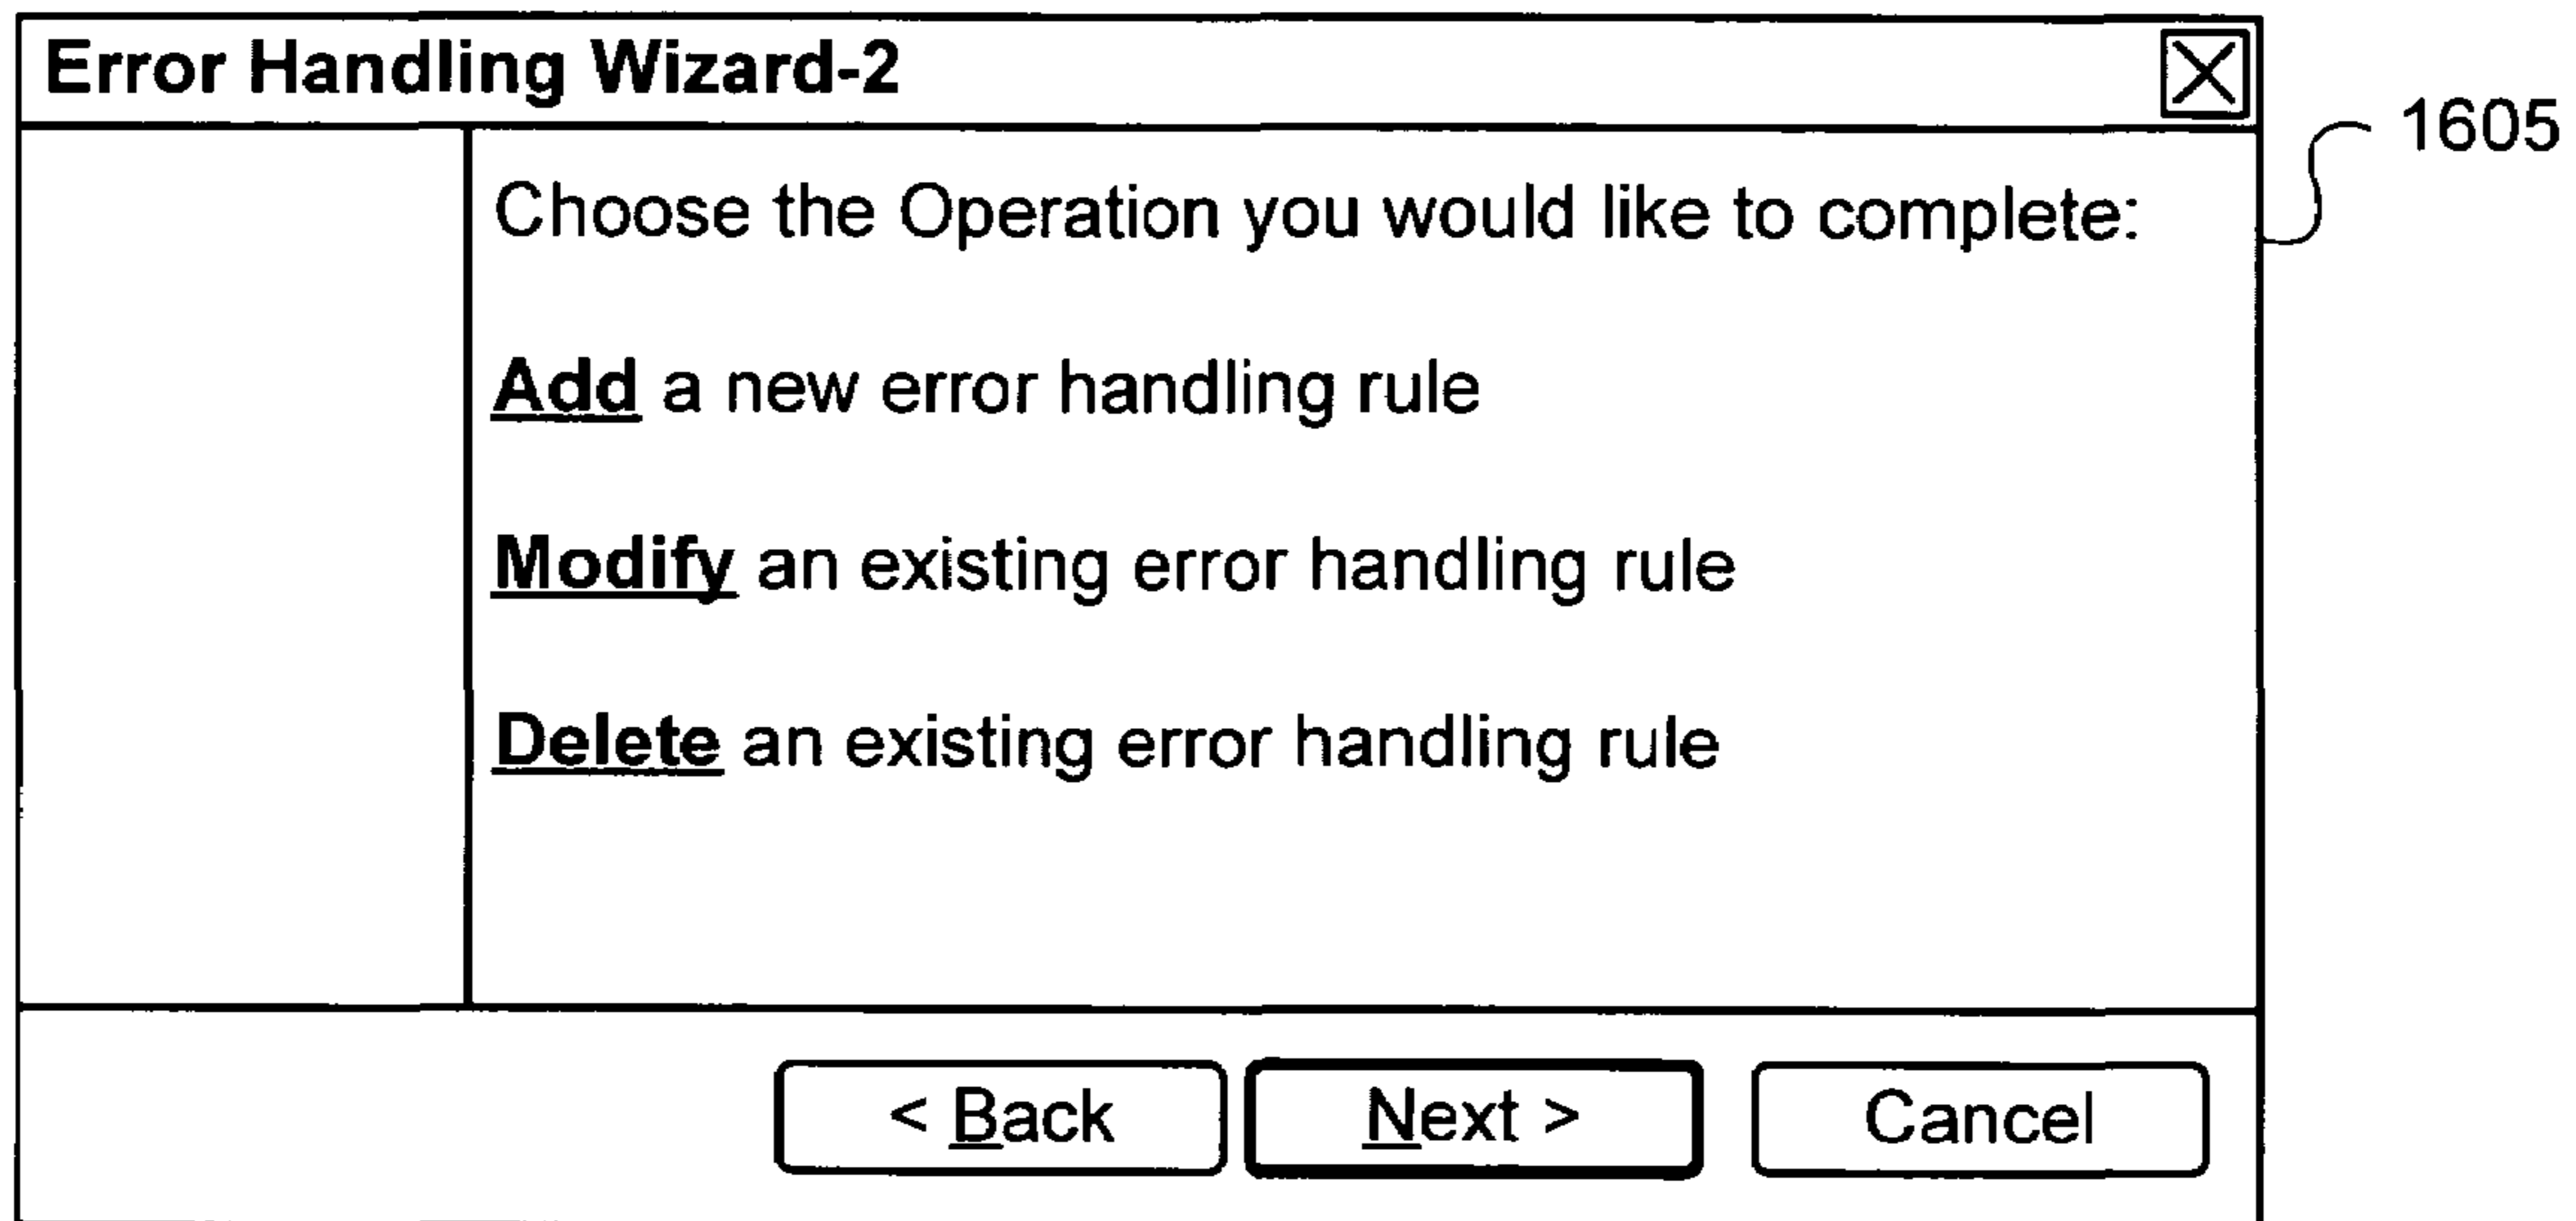 Error Handling Wizard-2
1605
Choose the Operation you would like to complete:
Add a new error handling rule
Modify an existing error handling rule
Delete an existing error handling rule
< Back Next > Cancel